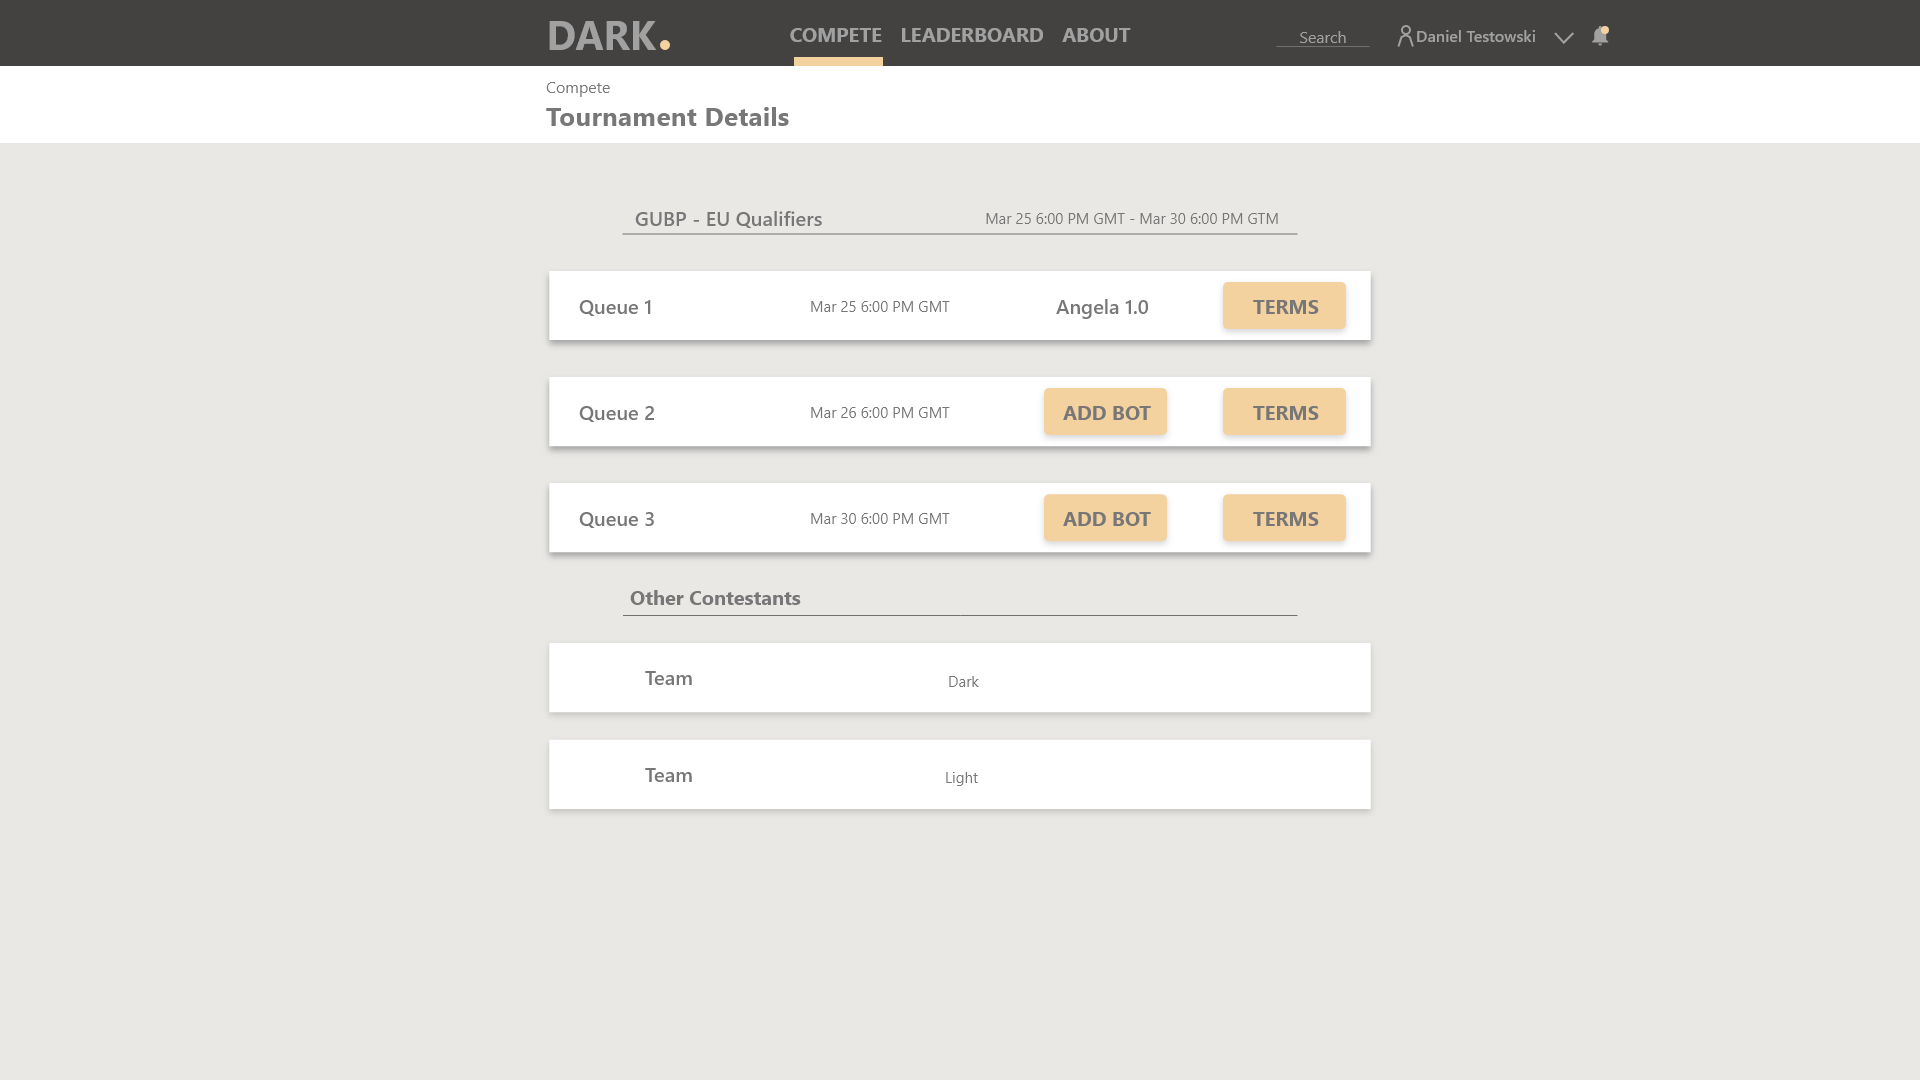 DARK.
COMPETE LEADERBOARD ABOUT
Search
Daniel Testowski
Compete
Tournament Details
GUBP - EU Qualifiers
Mar 25 6:00 PM GMT - Mar 30 6:00 PM GTM
Queue 1 Mar 25 6:00 PM GMT Angela 1.0 TERMS
Queue 2 Mar 26 6:00 PM GMT ADD BOT TERMS
Queue 3 Mar 30 6:00 PM GMT ADD BOT TERMS
Other Contestants
Team Dark
Team Light